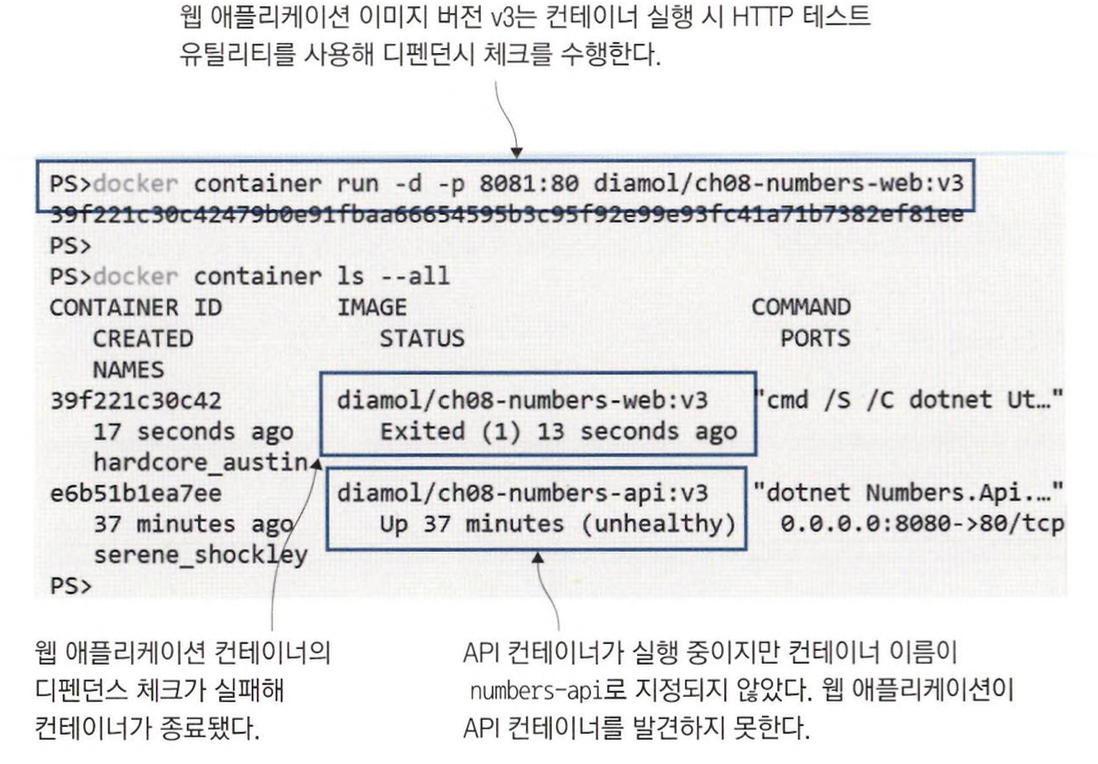 웹 애플리케이션 이미지 버전 v3는 컨테이너 실행 시 HTTP 테스트
유틸리티를 사용해 디펜던시 체크를 수행한다.
PS>docker container run -d -p 8081:80 diamol/ch08-numbers-web:v3
39f221c30c42479b0e91fbaa66654595b3c95f92e99e93fc41a71b7382ef81ee
PS>
PS>docker container ls --all
CONTAINER ID IMAGE COMMAND
CREATED STATUS PORTS
NAMES
39f221c30c42 diamol/ch08-numbers-web:v3 "cmd /S /C dotnet Ut…"
17 seconds ago Exited (1) 13 seconds ago
hardcore_austin
e6b51b1ea7ee diamol/ch08-numbers-api:v3 "dotnet Numbers.Api.…"
37 minutes ago Up 37 minutes (unhealthy) 0.0.0.0:8080->80/tcp
serene_shockley
PS>
웹 애플리케이션 컨테이너의
디펜던스 체크가 실패해
컨테이너가 종료됐다.
API 컨테이너가 실행 중이지만 컨테이너 이름이
numbers-api로 지정되지 않았다. 웹 애플리케이션이
API 컨테이너를 발견하지 못한다.